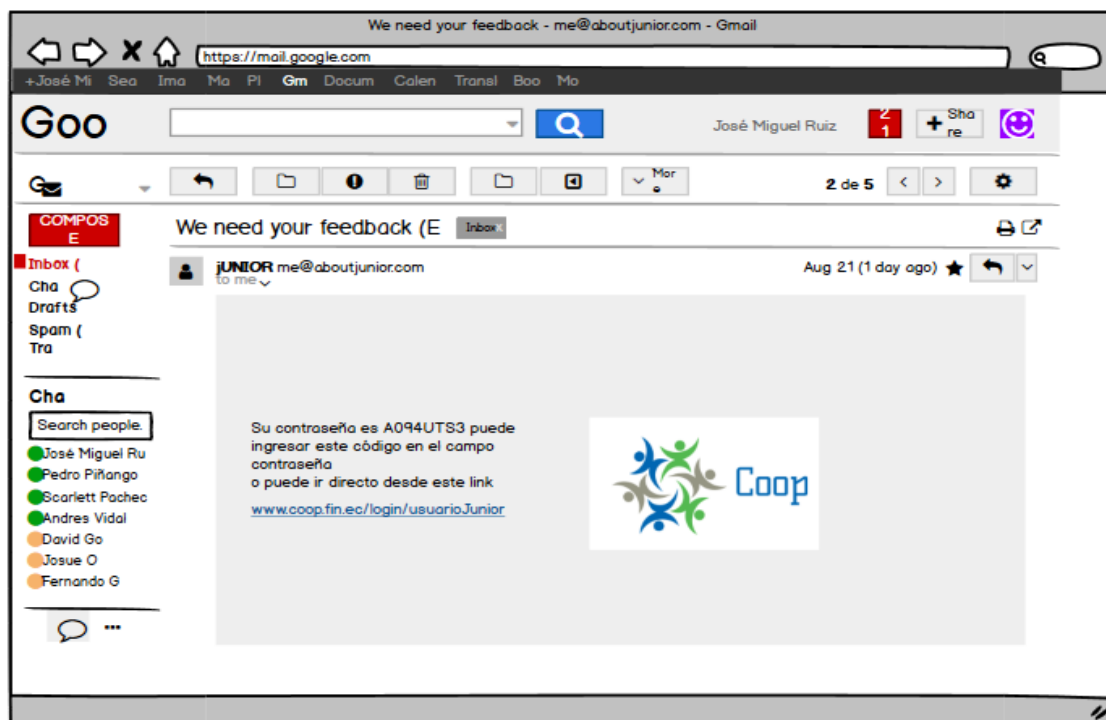 We need your feedback - me@aboutjunior.com - Gmail
https://mail.google.com
+José Mi Sea Ima Ma Pl Gm Docum Calen Transl Boo Mo
Goo
José Miguel Ruiz
2
1
Sha
re
G
Mor
e
2 de 5
COMPOS
E
We need your feedback (E
Inbox x
Inbox (
Cha
Drafts
Spam (
Tra
jUNIOR me@aboutjunior.com
to me
Aug 21 (1 day ago)
Cha
Search people.
José Miguel Ru
Pedro Piñango
Scarlett Pachec
Andres Vidal
David Go
Josue O
Fernando G
Su contraseña es A094UTS3 puede
ingresar este código en el campo
contraseña
o puede ir directo desde este link
www.coop.fin.ec/login/usuarioJunior
Coop